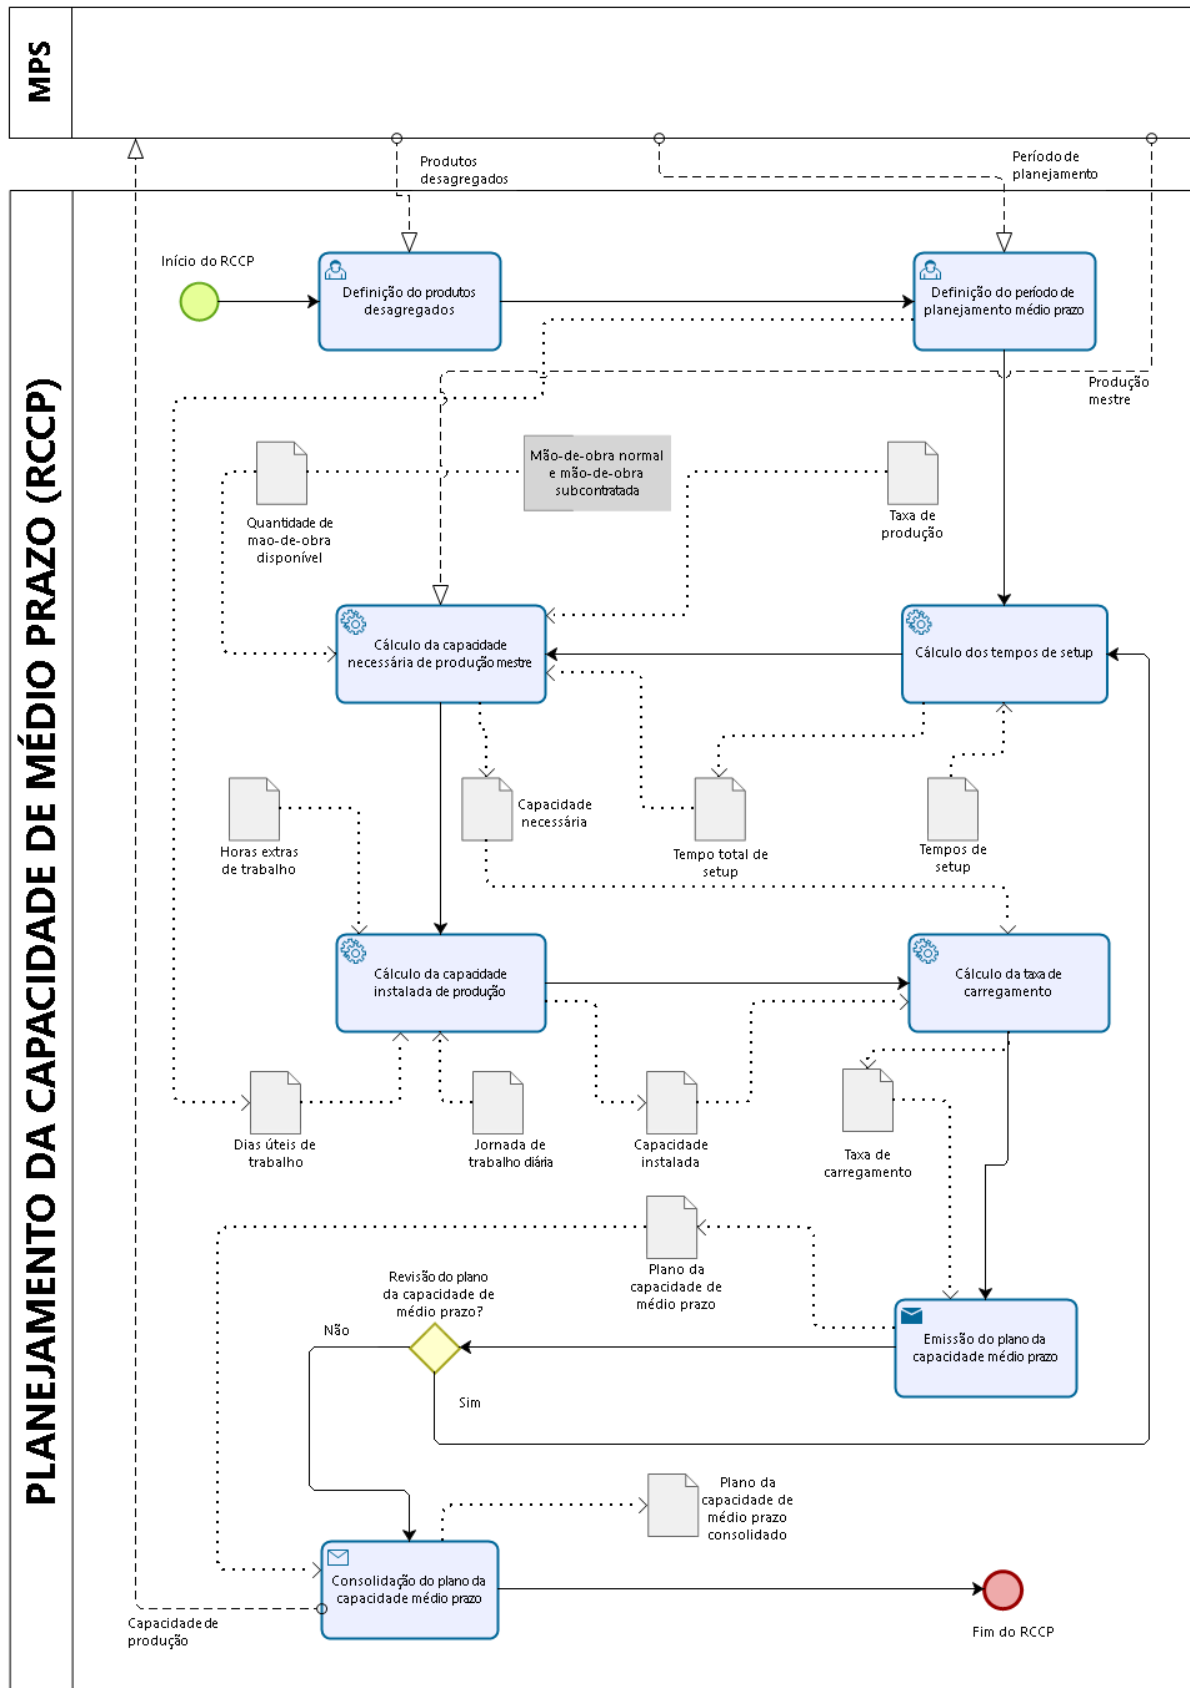 MPS
PLANEJAMENTO DA CAPACIDADE DE MÉDIO PRAZO (RCCP)
Produtos
desagregados
Período de
planejamento
Início do RCCP
Definição do produtos
desagregados
Definição do período de
planejamento médio prazo
Produção
mestre
Quantidade de
mao-de-obra
disponível
Mão-de-obra normal
e mão-de-obra
subcontratada
Taxa de
produção
Cálculo da capacidade
necessária de produção mestre
Cálculo dos tempos de setup
Horas extras
de trabalho
Capacidade
necessária
Tempo total de
setup
Tempos de
setup
Cálculo da capacidade
instalada de produção
Cálculo da taxa de
carregamento
Dias úteis de
trabalho
Jornada de
trabalho diária
Capacidade
instalada
Taxa de
carregamento
Plano da
capacidade de
médio prazo
Revisão do plano
da capacidade de
médio prazo?
Não
Sim
Emissão do plano da
capacidade médio prazo
Plano da
capacidade de
médio prazo
consolidado
Consolidação do plano da
capacidade médio prazo
Capacidade de
produção
Fim do RCCP